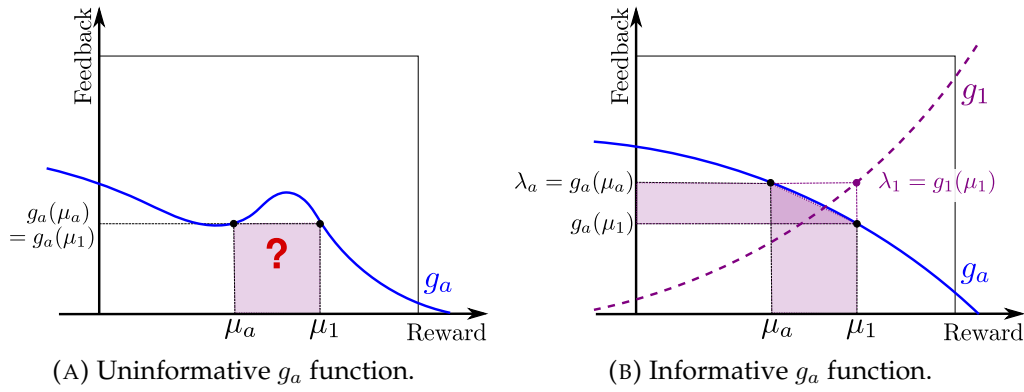 Feedback
g_a(μ_a)
= g_a(μ_1)
?
g_a
μ_a
μ_1
Reward
(A) Uninformative g_a function.
Feedback
g_1
λ_a = g_a(μ_a)
λ_1 = g_1(μ_1)
g_a(μ_1)
g_a
μ_a
μ_1
Reward
(B) Informative g_a function.